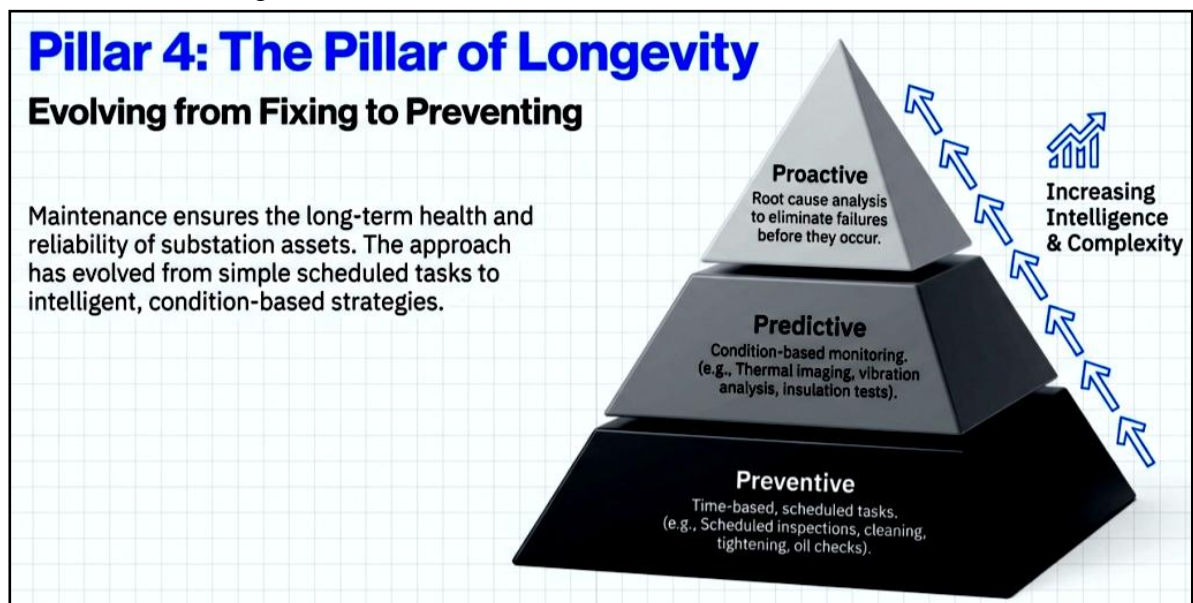 Pillar 4: The Pillar of Longevity
Evolving from Fixing to Preventing
Maintenance ensures the long-term health and
reliability of substation assets. The approach
has evolved from simple scheduled tasks to
intelligent, condition-based strategies.
Proactive
Root cause analysis
to eliminate failures
before they occur.
Increasing
Intelligence
& Complexity
Predictive
Condition-based monitoring.
(e.g., Thermal imaging, vibration
analysis, insulation tests).
Preventive
Time-based, scheduled tasks.
(e.g., Scheduled inspections, cleaning,
tightening, oil checks).